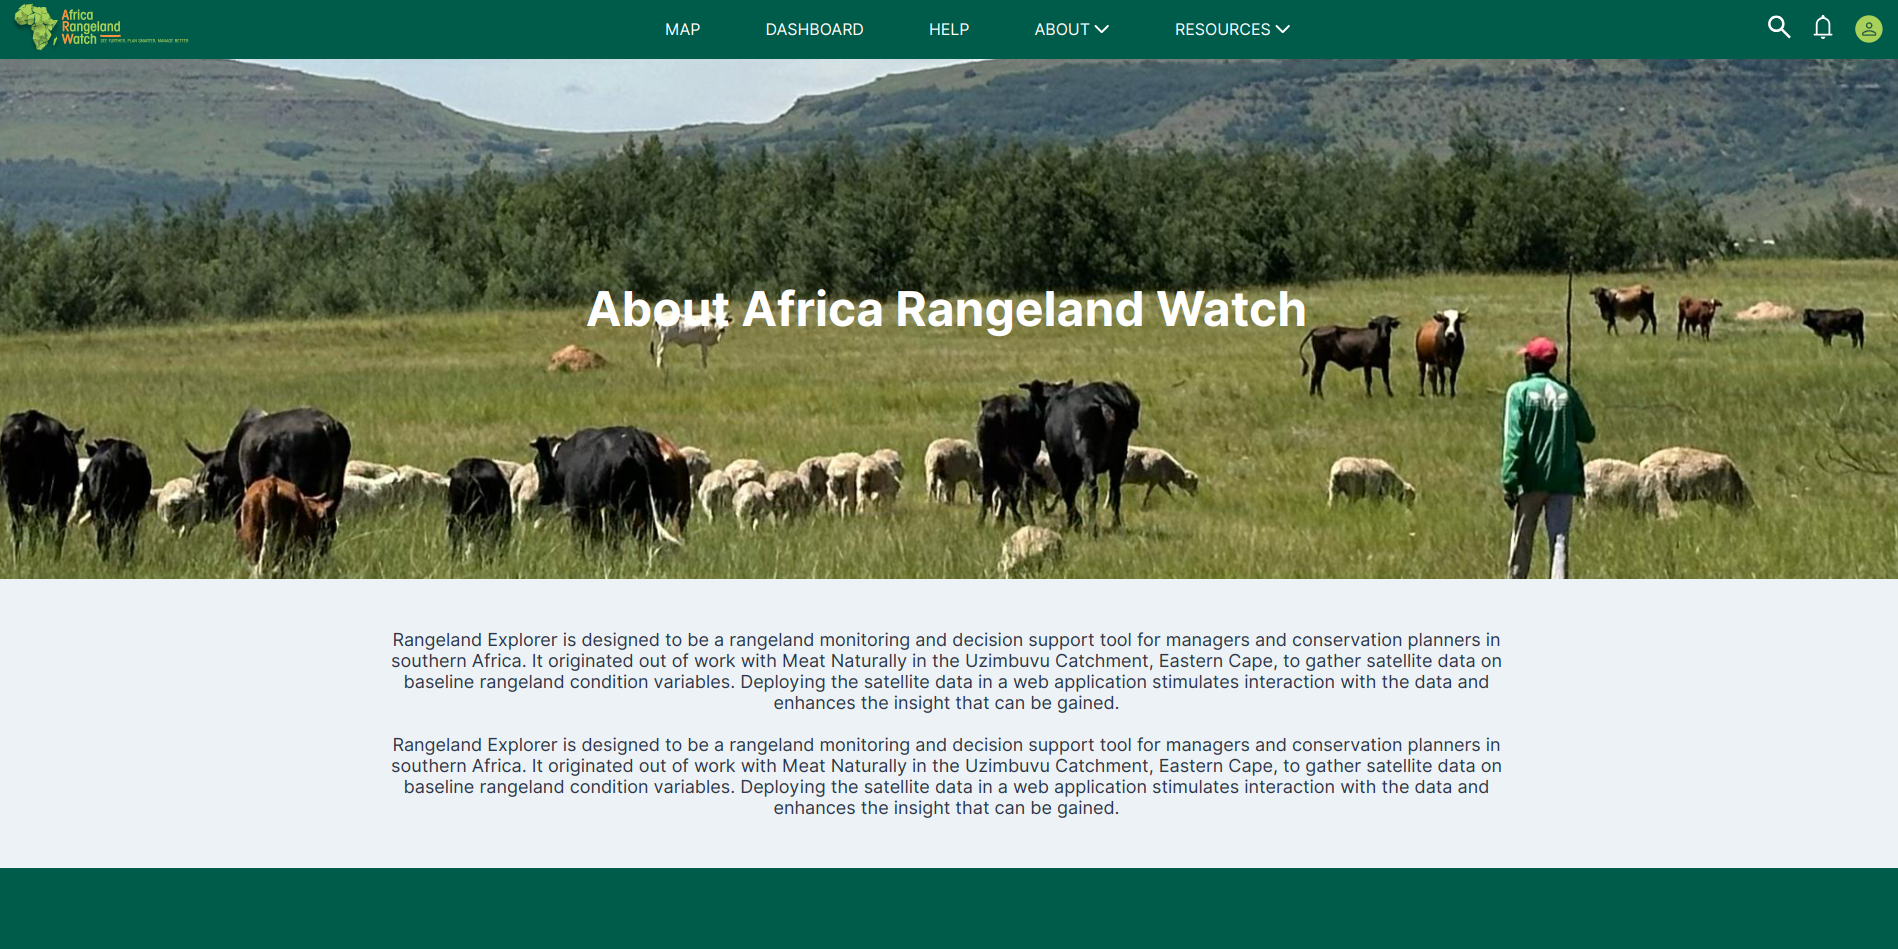 Africa
Rangeland
Watch
SEE FURTHER. PLAN SMARTER. MANAGE BETTER
MAP
DASHBOARD
HELP
ABOUT
RESOURCES
About Africa Rangeland Watch
Rangeland Explorer is designed to be a rangeland monitoring and decision support tool for managers and conservation planners in
southern Africa. It originated out of work with Meat Naturally in the Uzimbuvu Catchment, Eastern Cape, to gather satellite data on
baseline rangeland condition variables. Deploying the satellite data in a web application stimulates interaction with the data and
enhances the insight that can be gained.
Rangeland Explorer is designed to be a rangeland monitoring and decision support tool for managers and conservation planners in
southern Africa. It originated out of work with Meat Naturally in the Uzimbuvu Catchment, Eastern Cape, to gather satellite data on
baseline rangeland condition variables. Deploying the satellite data in a web application stimulates interaction with the data and
enhances the insight that can be gained.